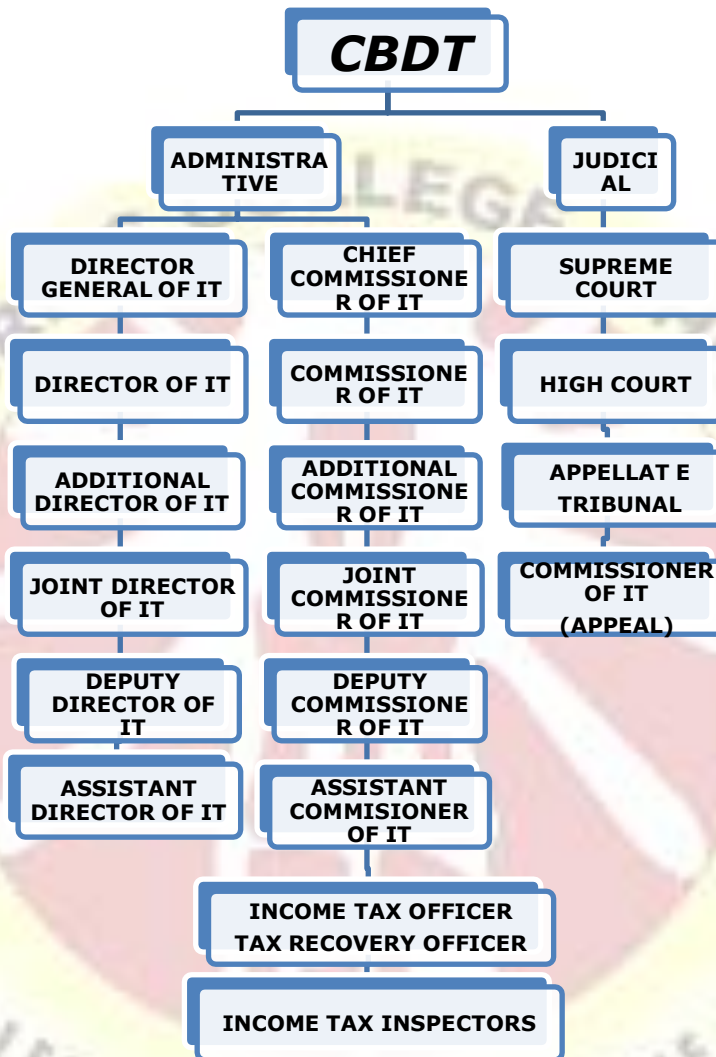 CBDT
ADMINISTRA
TIVE
JUDICI
AL
DIRECTOR
GENERAL OF IT
CHIEF
COMMISSIONE
R OF IT
SUPREME
COURT
DIRECTOR OF IT
COMMISSIONE
R OF IT
HIGH COURT
ADDITIONAL
DIRECTOR OF IT
ADDITIONAL
COMMISSIONE
R OF IT
APPELLAT E
TRIBUNAL
JOINT DIRECTOR
OF IT
JOINT
COMMISSIONE
R OF IT
COMMISSIONER
OF IT
(APPEAL)
DEPUTY
DIRECTOR OF
IT
DEPUTY
COMMISSIONE
R OF IT
ASSISTANT
DIRECTOR OF IT
ASSISTANT
COMMISIONER
OF IT
INCOME TAX OFFICER
TAX RECOVERY OFFICER
INCOME TAX INSPECTORS